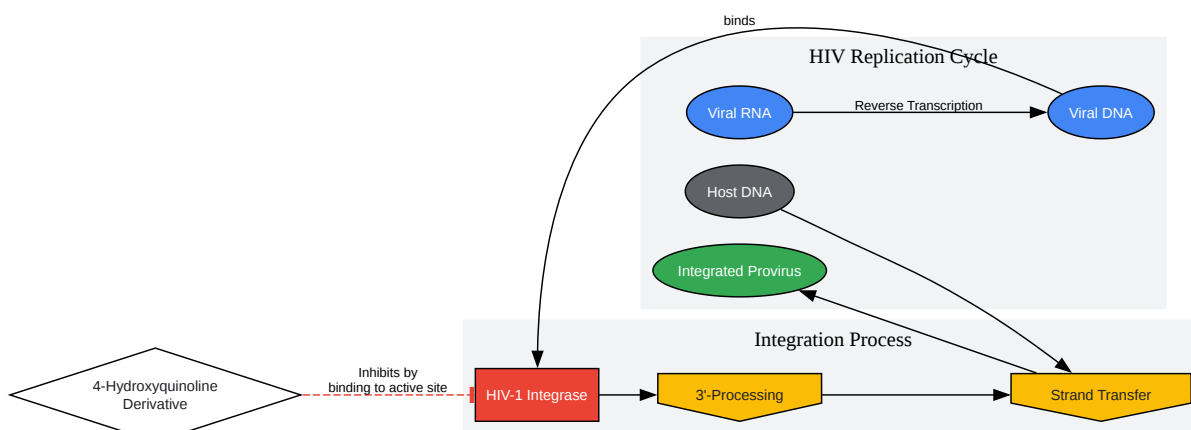 binds
HIV Replication Cycle
Viral RNA
Reverse Transcription
Viral DNA
Host DNA
Integrated Provirus
Integration Process
4-Hydroxyquinoline
Derivative
Inhibits by
binding to active site
HIV-1 Integrase
3'-Processing
Strand Transfer